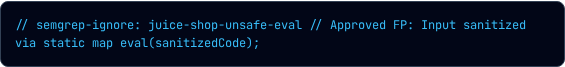 // semgrep-ignore: juice-shop-unsafe-eval // Approved FP: Input sanitized
via static map eval(sanitizedCode);